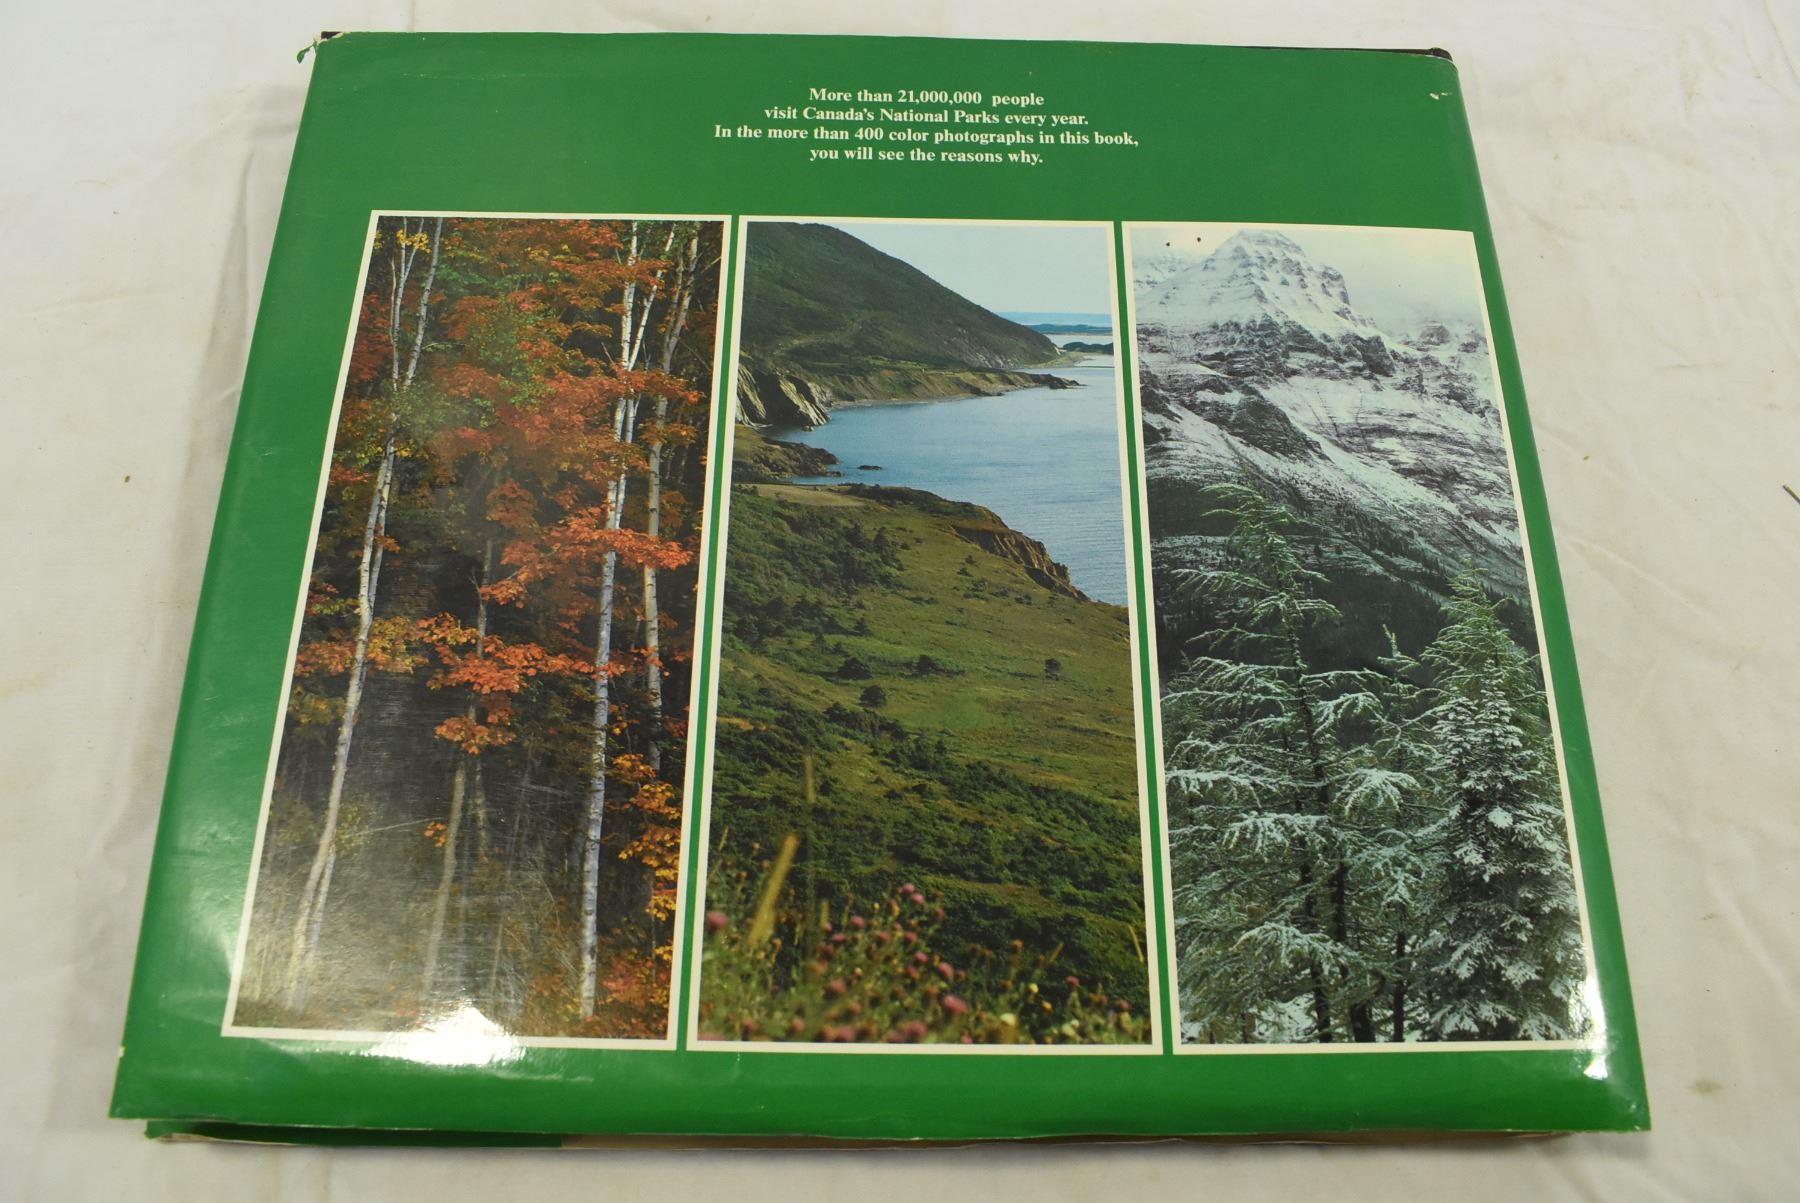 More than 21,000,000 people
visit Canada's National Parks every year.
In the more than 400 color photographs in this book,
you will see the reasons why.